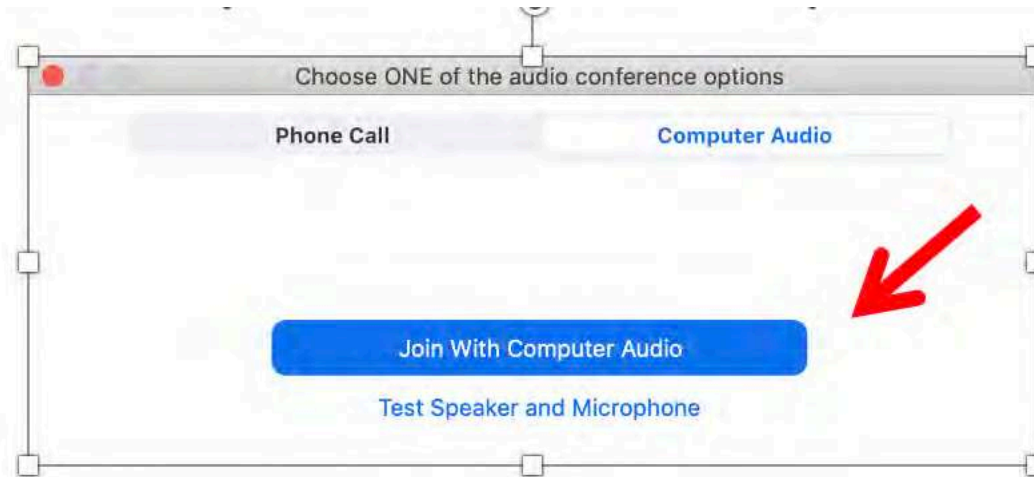 Choose ONE of the audio conference options
Phone Call Computer Audio
Join With Computer Audio
Test Speaker and Microphone